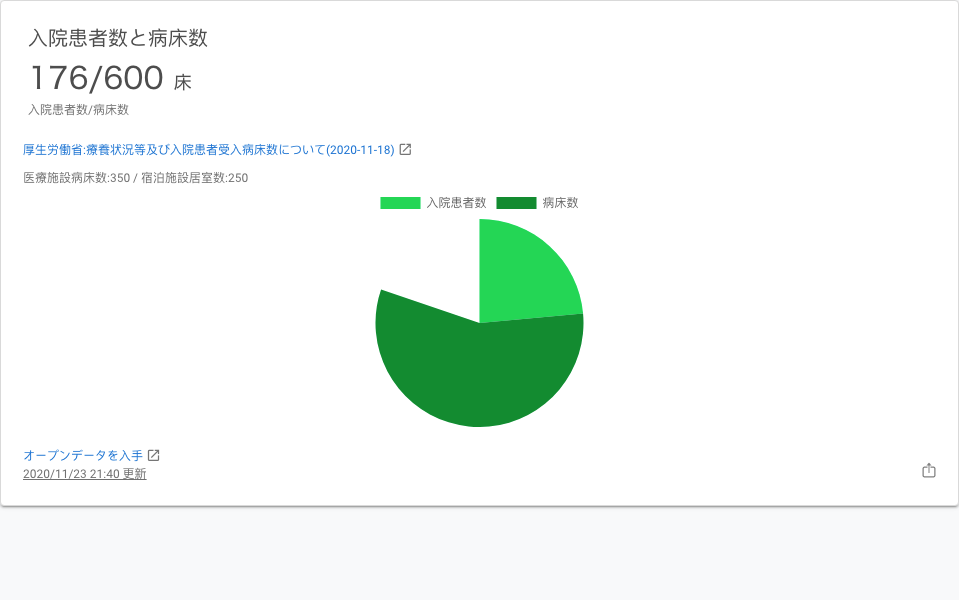 入院患者数と病床数
176/600 床
入院患者数/病床数
厚生労働省:療養状況等及び入院患者受入病床数について(2020-11-18)
医療施設病床数:350 / 宿泊施設居室数:250
入院患者数 病床数
オープンデータを入手
2020/11/23 21:40 更新